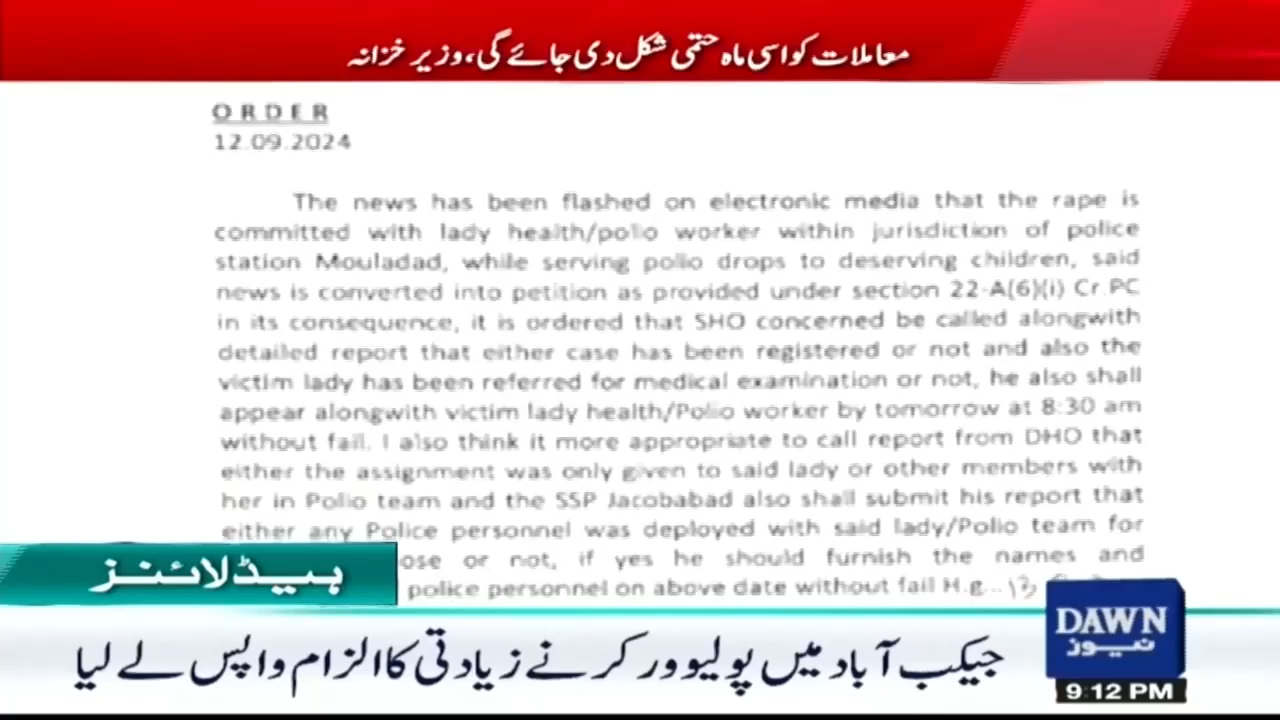 معاملات کو اسی ماہ حتمی شکل دی جائے گی، وزیر خزانہ
ORDER
12.09.2024
The news has been flashed on electronic media that the rape is
committed with lady health/polio worker within jurisdiction of police
station Mouladad, while serving polio drops to deserving children, said
news is converted into petition as provided under section 22-A(6)(i) Cr.PC
in its consequence, it is ordered that SHO concerned be called alongwith
detailed report that either case has been registered or not and also the
victim lady has been referred for medical examination or not, he also shall
appear alongwith victim lady health/Polio worker by tomorrow at 8:30 am
without fail. I also think it more appropriate to call report from DHO that
either the assignment was only given to said lady or other members with
her in Polio team and the SSP Jacobabad also shall submit his report that
either any Police personnel was deployed with said lady/Polio team for
ose or not, if yes he should furnish the names and
police personnel on above date without fail H.g...
ہیڈلائنز
جیکب آباد میں پولیو ورکر نے زیادتی کا الزام واپس لے لیا
DAWN
نیوز
9:12 PM